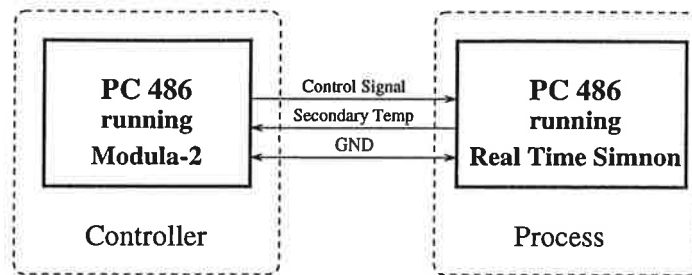 PC 486
running
Modula-2
Controller
Control Signal
Secondary Temp
GND
PC 486
running
Real Time Simnon
Process